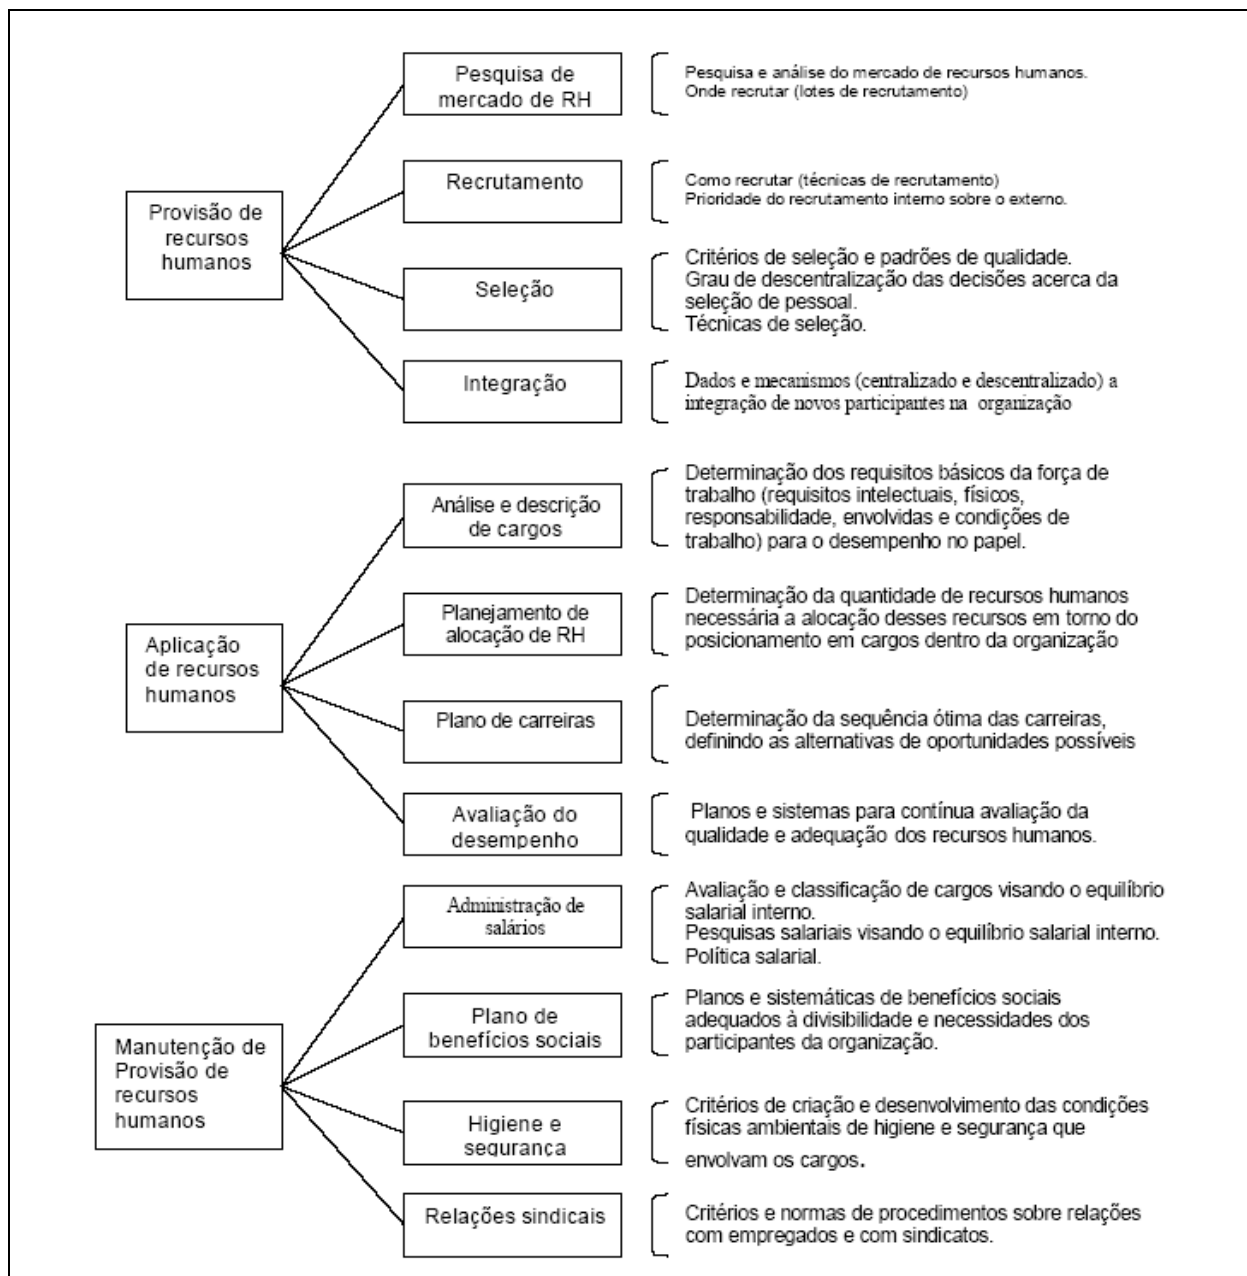 Provisão de
recursos
humanos
Pesquisa de
mercado de RH
Pesquisa e análise do mercado de recursos humanos.
Onde recrutar (lotes de recrutamento)
Recrutamento
Como recrutar (técnicas de recrutamento)
Prioridade do recrutamento interno sobre o externo.
Seleção
Critérios de seleção e padrões de qualidade.
Grau de descentralização das decisões acerca da
seleção de pessoal.
Técnicas de seleção.
Integração
Dados e mecanismos (centralizado e descentralizado) a
integração de novos participantes na organização
Aplicação
de recursos
humanos
Análise e descrição
de cargos
Determinação dos requisitos básicos da força de
trabalho (requisitos intelectuais, físicos,
responsabilidade, envolvidas e condições de
trabalho) para o desempenho no papel.
Planejamento de
alocação de RH
Determinação da quantidade de recursos humanos
necessária a alocação desses recursos em torno do
posicionamento em cargos dentro da organização
Plano de carreiras
Determinação da sequência ótima das carreiras,
definindo as alternativas de oportunidades possíveis
Avaliação do
desempenho
Planos e sistemas para contínua avaliação da
qualidade e adequação dos recursos humanos.
Manutenção de
Provisão de
recursos
humanos
Administração de
salários
Avaliação e classificação de cargos visando o equilíbrio
salarial interno.
Pesquisas salariais visando o equilíbrio salarial interno.
Política salarial.
Plano de
benefícios sociais
Planos e sistemáticas de benefícios sociais
adequados à divisibilidade e necessidades dos
participantes da organização.
Higiene e
segurança
Critérios de criação e desenvolvimento das condições
físicas ambientais de higiene e segurança que
envolvam os cargos.
Relações sindicais
Critérios e normas de procedimentos sobre relações
com empregados e com sindicatos.